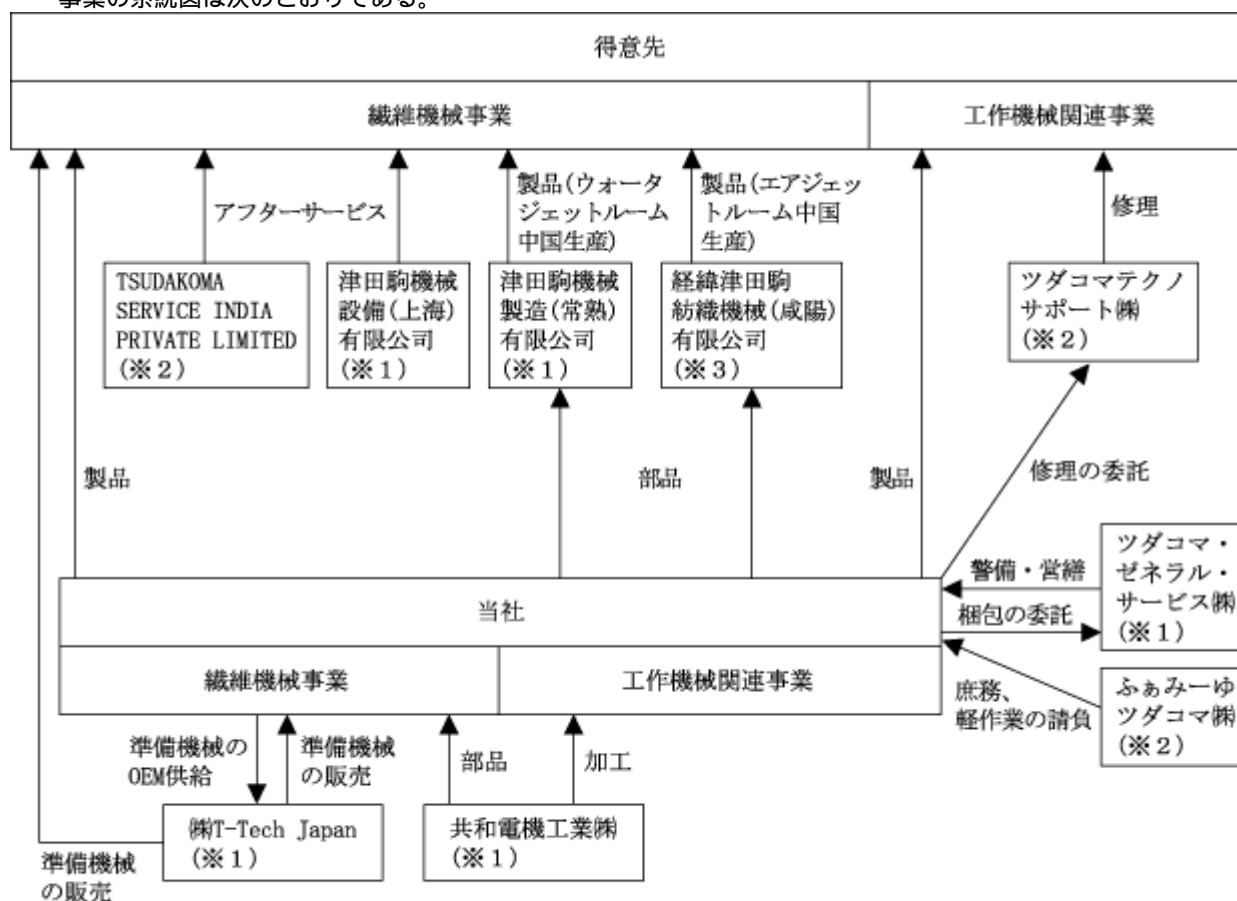 事業の系統図は次のとおりである。
得意先
繊維機械事業
工作機械関連事業
アフターサービス
製品(ウォータ
ジェットルーム
中国生産)
製品(エアジェッ
トルーム中国
生産)
修理
TSUDAKOMA
SERVICE INDIA
PRIVATE LIMITED
(※2)
津田駒機械
設備(上海)
有限公司
(※1)
津田駒機械
製造(常熟)
有限公司
(※1)
経緯津田駒
紡織機械(咸陽)
有限公司
(※3)
ツダコマテクノ
サポート㈱
(※2)
製品
部品
製品
修理の委託
警備・営繕
梱包の委託
ツダコマ・
ゼネラル・
サービス㈱
(※1)
当社
繊維機械事業
工作機械関連事業
庶務、
軽作業の請負
ふぁみーゆ
ツダコマ㈱
(※2)
準備機械の
OEM供給
準備機械
の販売
部品
加工
㈱T-Tech Japan
(※1)
共和電機工業㈱
(※1)
準備機械
の販売